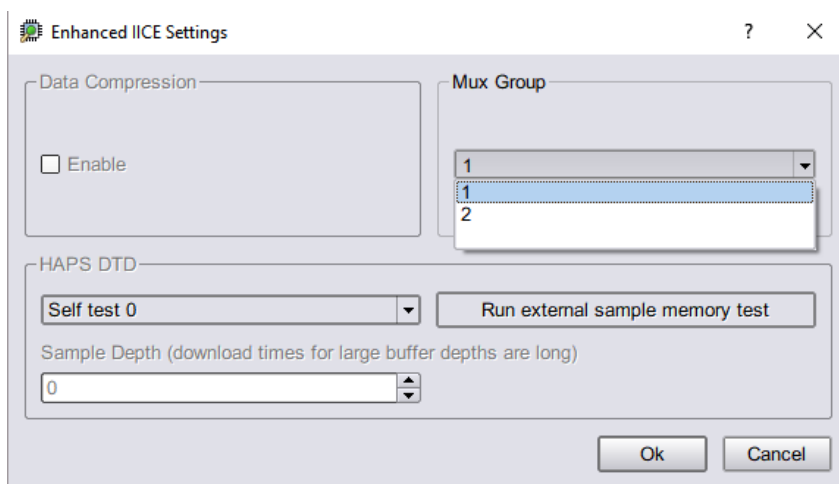 Enhanced IICE Settings
?
Data Compression
Mux Group
Enable
1
1
2
HAPS DTD
Self test 0
Run external sample memory test
Sample Depth (download times for large buffer depths are long)
0
Ok
Cancel